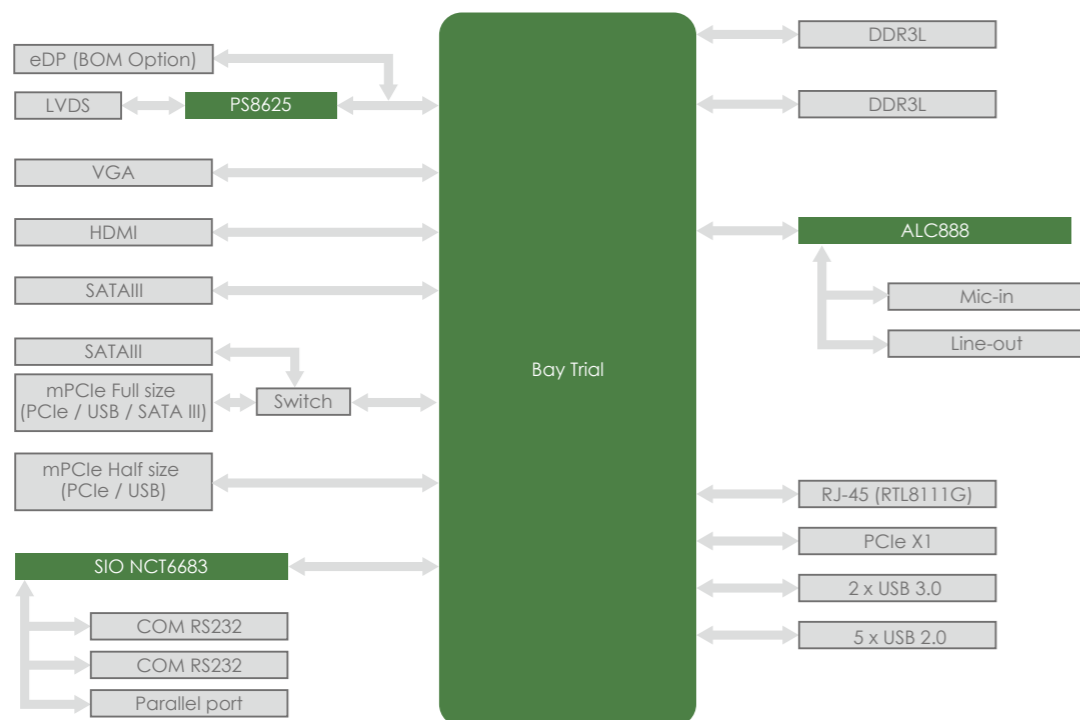 eDP (BOM Option)
LVDS
PS8625
VGA
HDMI
SATAIII
SATAIII
mPCIe Full size
(PCIe / USB / SATA III)
Switch
mPCIe Half size
(PCIe / USB)
SIO NCT6683
COM RS232
COM RS232
Parallel port
Bay Trial
DDR3L
DDR3L
ALC888
Mic-in
Line-out
RJ-45 (RTL8111G)
PCIe X1
2 x USB 3.0
5 x USB 2.0